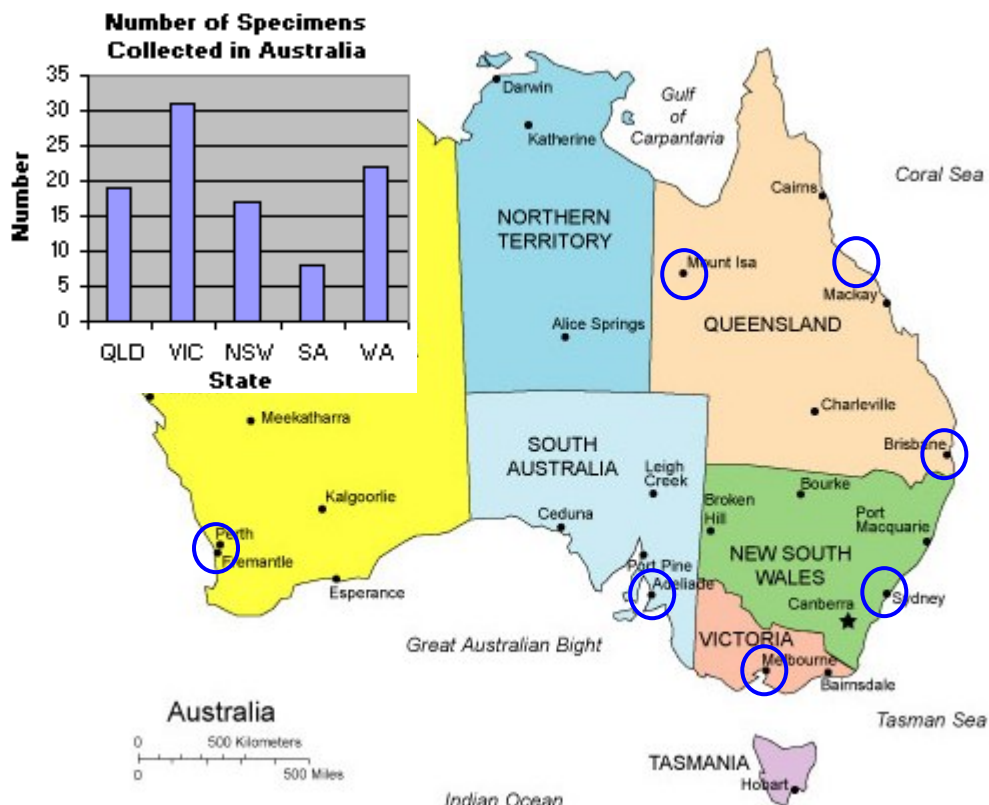 Number of Specimens
Collected in Australia
35
30
25
20
15
10
5
0
Number
QLD VIC NSW SA WA
State
Darwin
Katherine
Gulf
of
Carpantaria
Coral Sea
Cairns
NORTHERN
TERRITORY
Mount Isa
Mackay
QUEENSLAND
Alice Springs
Meekatharra
Charleville
SOUTH
AUSTRALIA
Brisbane
Leigh
Creek
Kalgoorlie
Bourke
Broken
Hill
Ceduna
Port
Macquarie
Perth
Fremantle
Port Pine
Adeliade
NEW SOUTH
WALES
Esperance
Canberra
Sydney
Great Australian Bight
VICTORIA
Melbourne
Bairnsdale
Australia
Tasman Sea
0 500 Kilometers
0 500 Miles
TASMANIA
Hobart
Indian Ocean